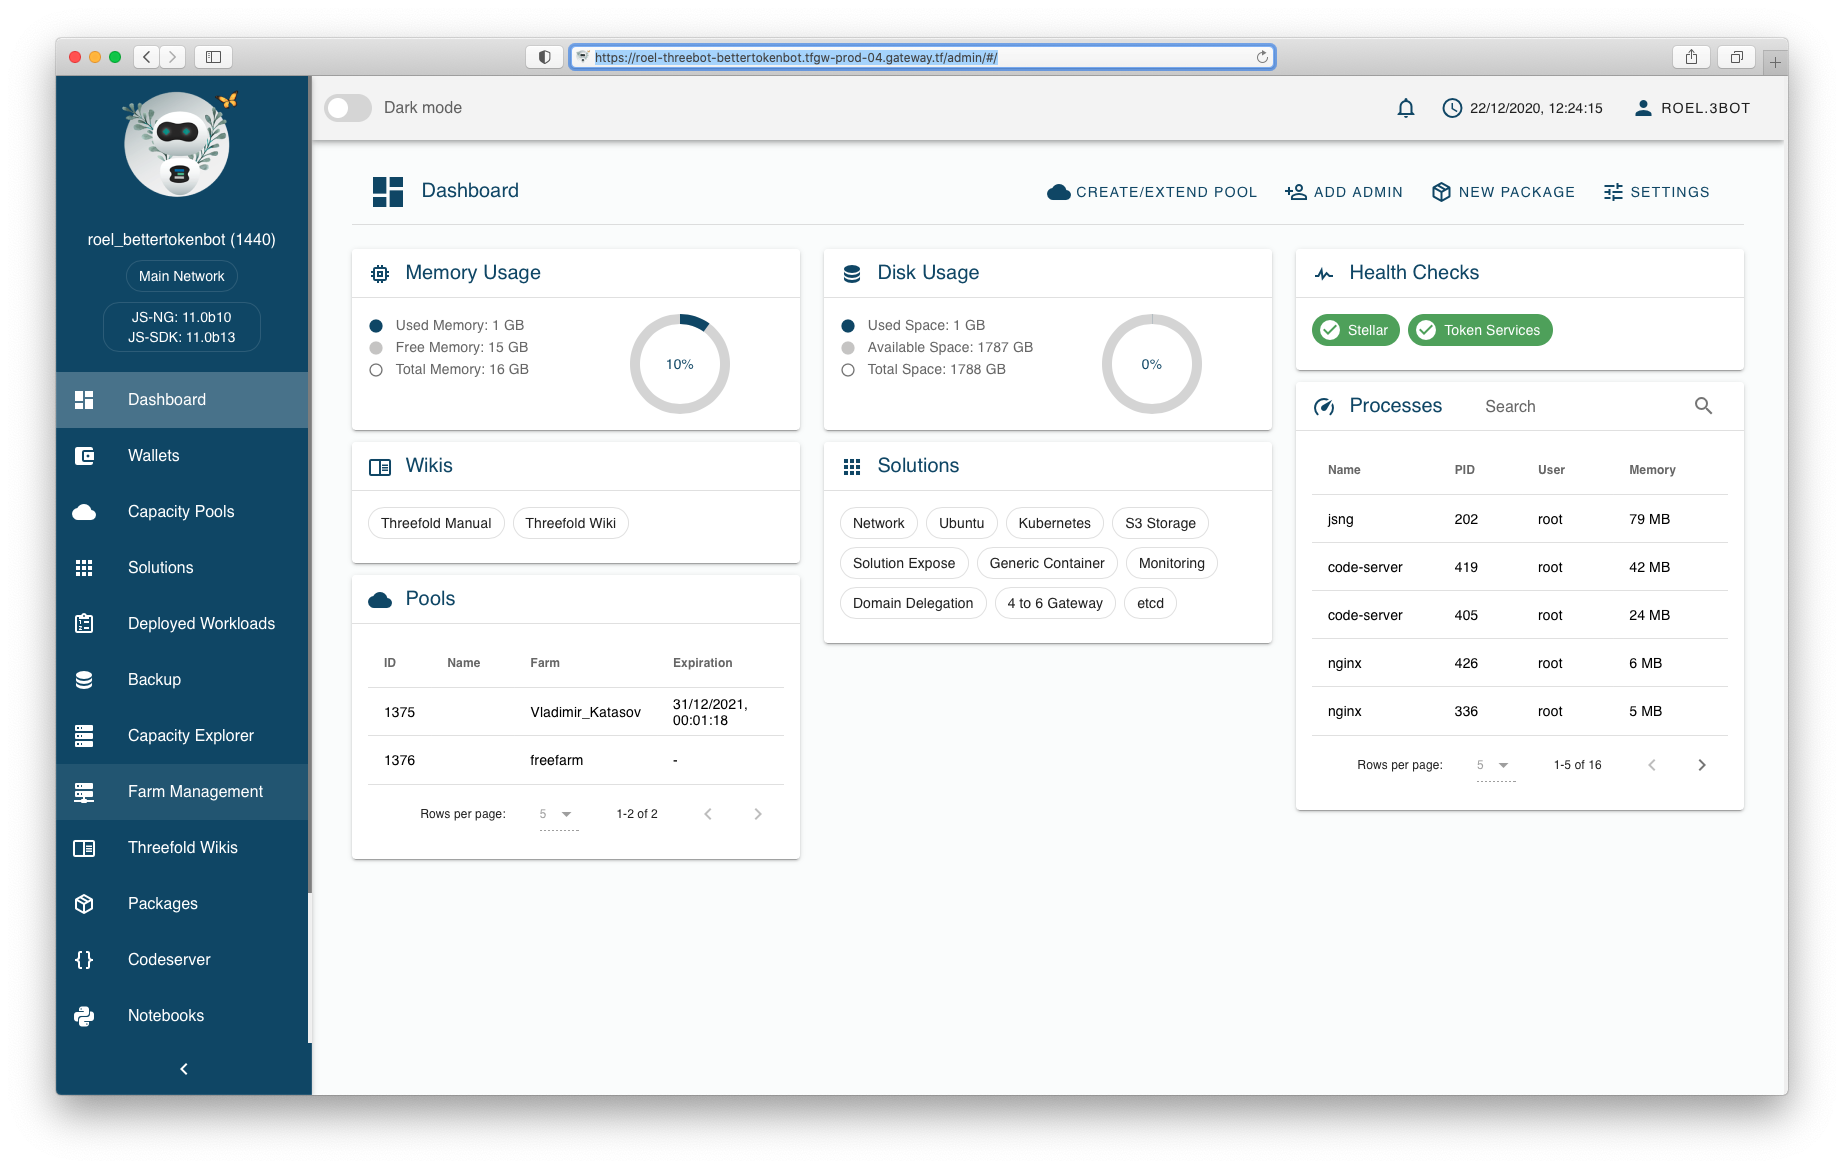 https://roel-threebot-bettertokenbot.tfgw-prod-04.gateway.tf/admin/#/
Dark mode
22/12/2020, 12:24:15
ROEL.3BOT
roel_bettertokenbot (1440)
Main Network
JS-NG: 11.0b10
JS-SDK: 11.0b13
Dashboard
Wallets
Capacity Pools
Solutions
Deployed Workloads
Backup
Capacity Explorer
Farm Management
Threefold Wikis
Packages
Codeserver
Notebooks
Dashboard
CREATE/EXTEND POOL
ADD ADMIN
NEW PACKAGE
SETTINGS
Memory Usage
Used Memory: 1 GB
Free Memory: 15 GB
Total Memory: 16 GB
10%
Wikis
Threefold Manual
Threefold Wiki
Pools
ID Name Farm Expiration
1375 Vladimir_Katasov 31/12/2021,
00:01:18
1376 freefarm -
Rows per page: 5 1-2 of 2
Disk Usage
Used Space: 1 GB
Available Space: 1787 GB
Total Space: 1788 GB
0%
Solutions
Network Ubuntu Kubernetes S3 Storage
Solution Expose Generic Container Monitoring
Domain Delegation 4 to 6 Gateway etcd
Health Checks
Stellar Token Services
Processes Search
Name PID User Memory
jsng 202 root 79 MB
code-server 419 root 42 MB
code-server 405 root 24 MB
nginx 426 root 6 MB
nginx 336 root 5 MB
Rows per page: 5 1-5 of 16